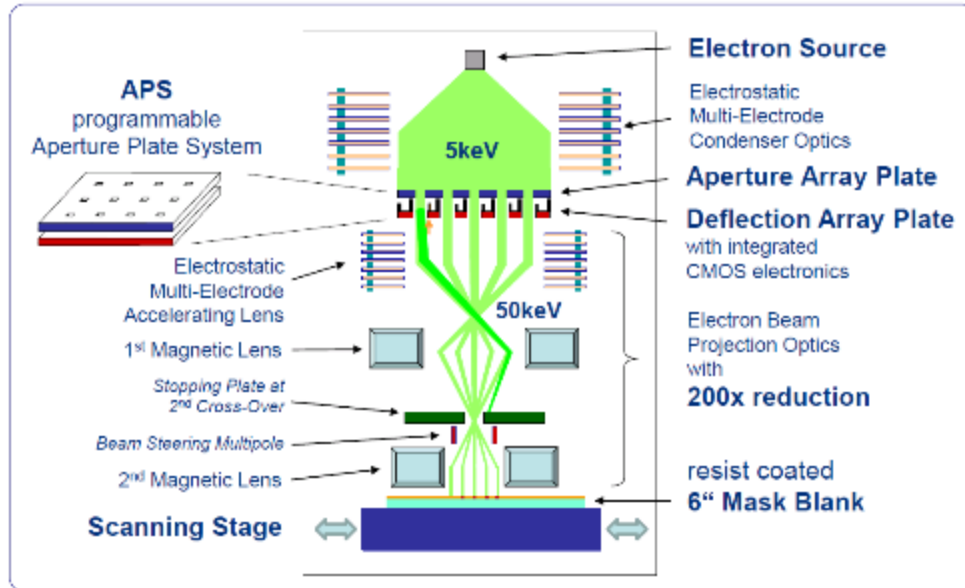 APS
programmable
Aperture Plate System
Electrostatic
Multi-Electrode
Accelerating Lens
1st Magnetic Lens
Stopping Plate at
2nd Cross-Over
Beam Steering Multipole
2nd Magnetic Lens
Scanning Stage
5keV
50keV
Electron Source
Electrostatic
Multi-Electrode
Condenser Optics
Aperture Array Plate
Deflection Array Plate
with integrated
CMOS electronics
Electron Beam
Projection Optics
with
200x reduction
resist coated
6“ Mask Blank